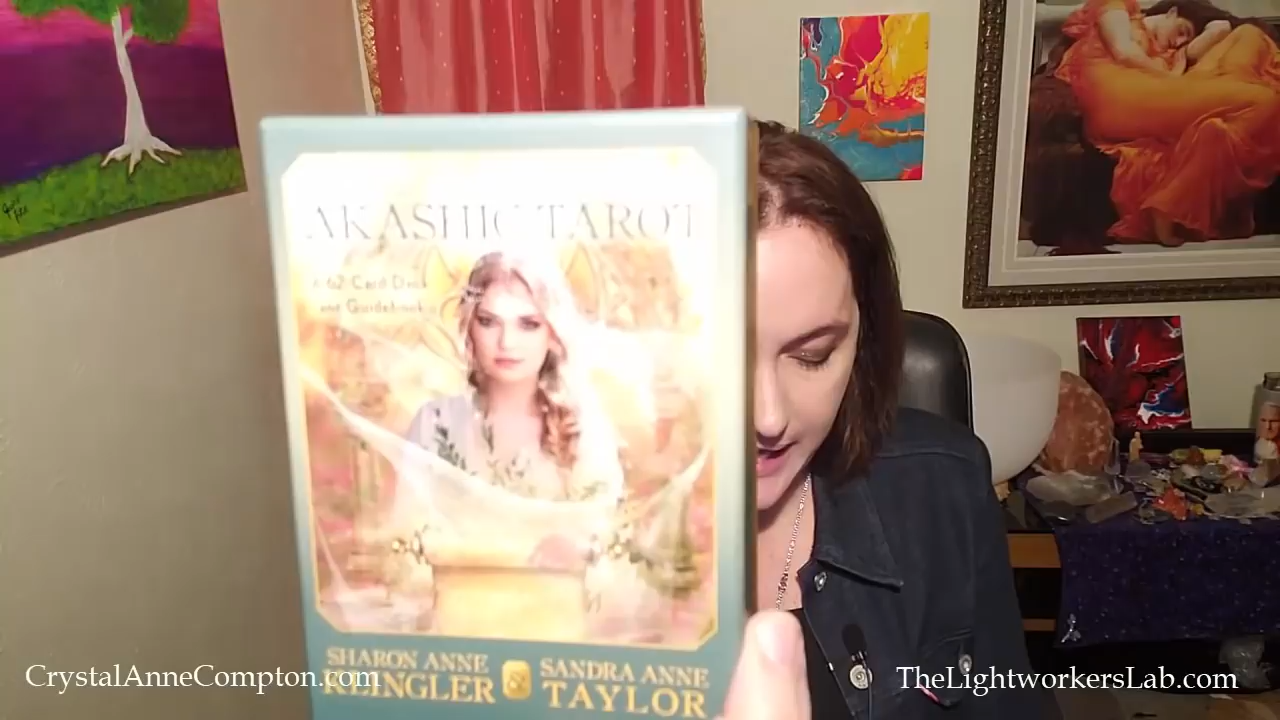 AKASHIC TAROT
A 62-Card Deck
and Guidebook
SHARON ANNE
KLINGLER
&
SANDRA ANNE
TAYLOR
CrystalAnneCompton.com
TheLightworkersLab.com